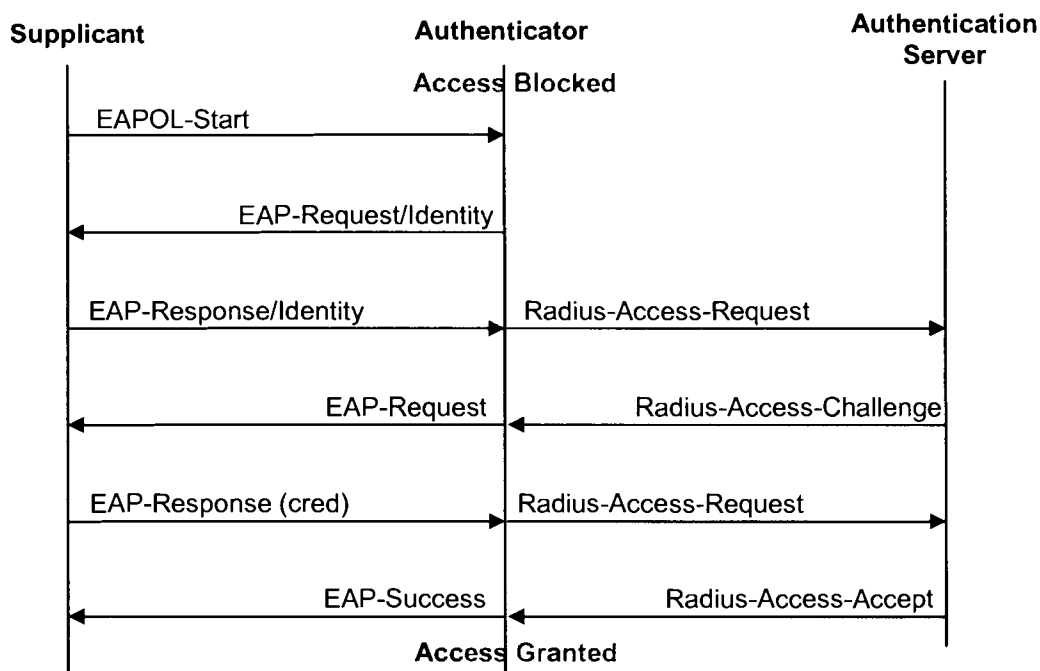 Supplicant
Authenticator
Authentication
Server
Access Blocked
EAPOL-Start
EAP-Request/Identity
EAP-Response/Identity
Radius-Access-Request
EAP-Request
Radius-Access-Challenge
EAP-Response (cred)
Radius-Access-Request
EAP-Success
Radius-Access-Accept
Access Granted